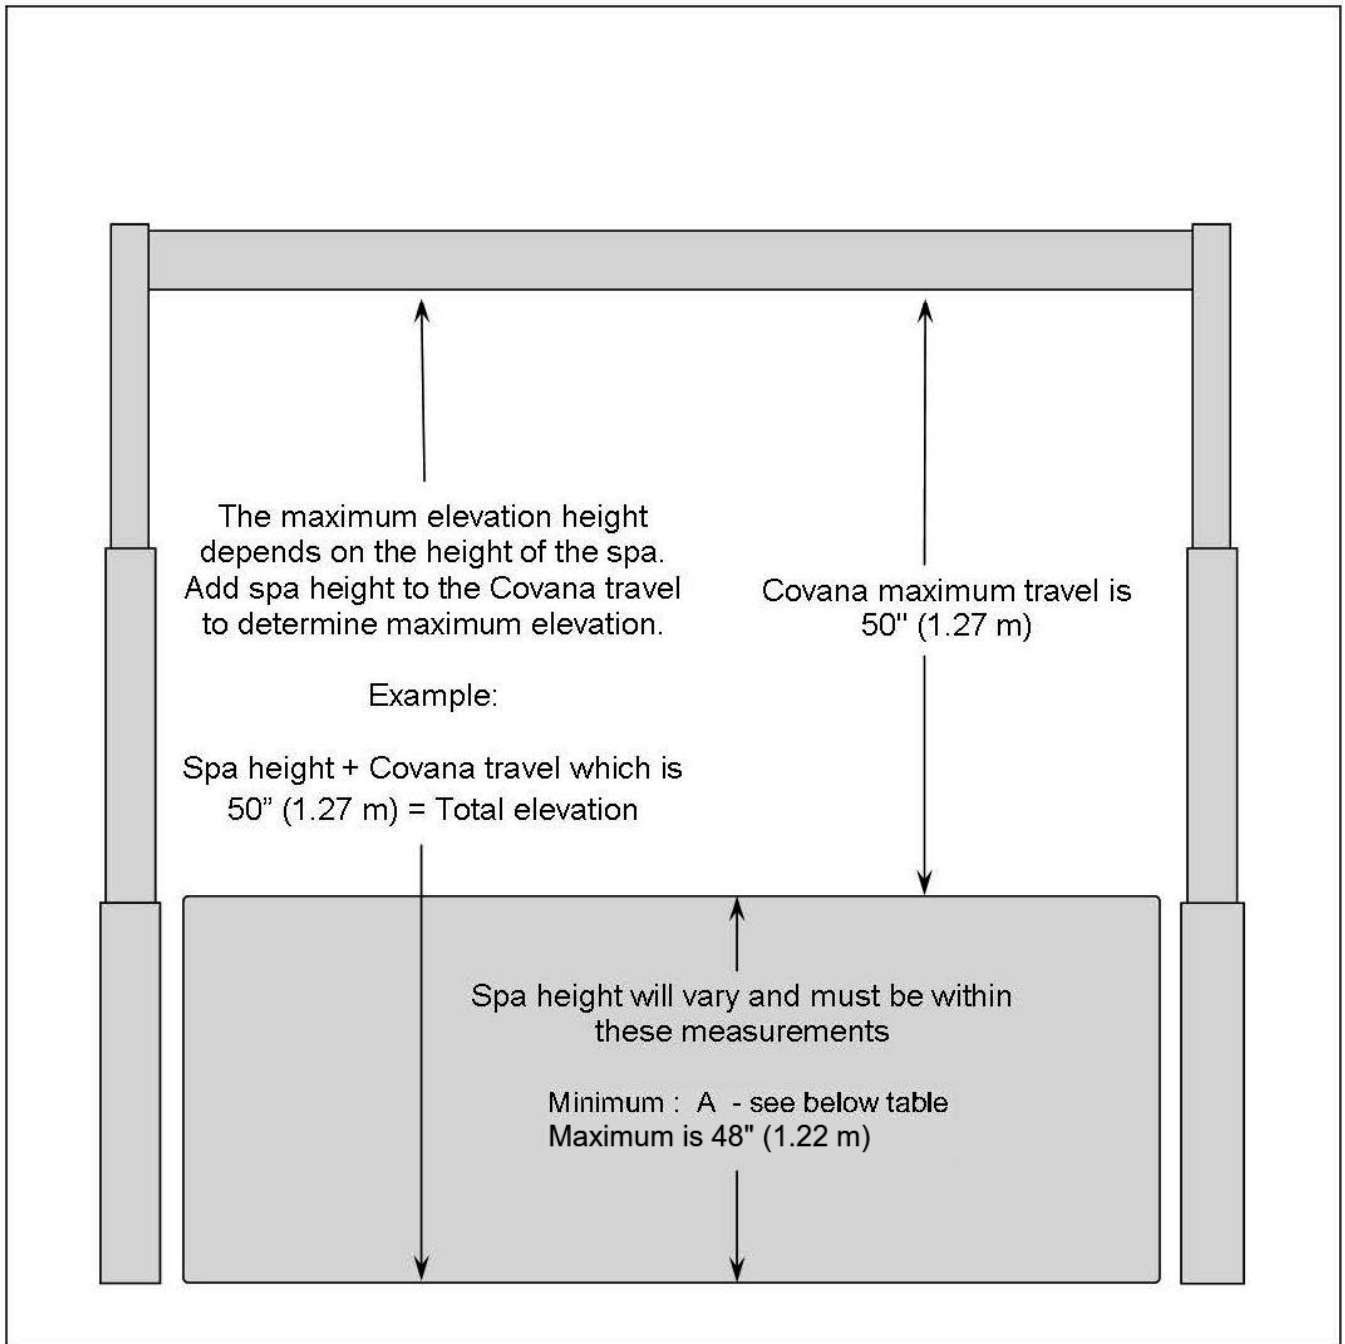 The maximum elevation height
depends on the height of the spa.
Add spa height to the Covana travel
to determine maximum elevation.
Example:
Spa height + Covana travel which is
50” (1.27 m) = Total elevation
Covana maximum travel is
50" (1.27 m)
Spa height will vary and must be within
these measurements
Minimum : A - see below table
Maximum is 48" (1.22 m)